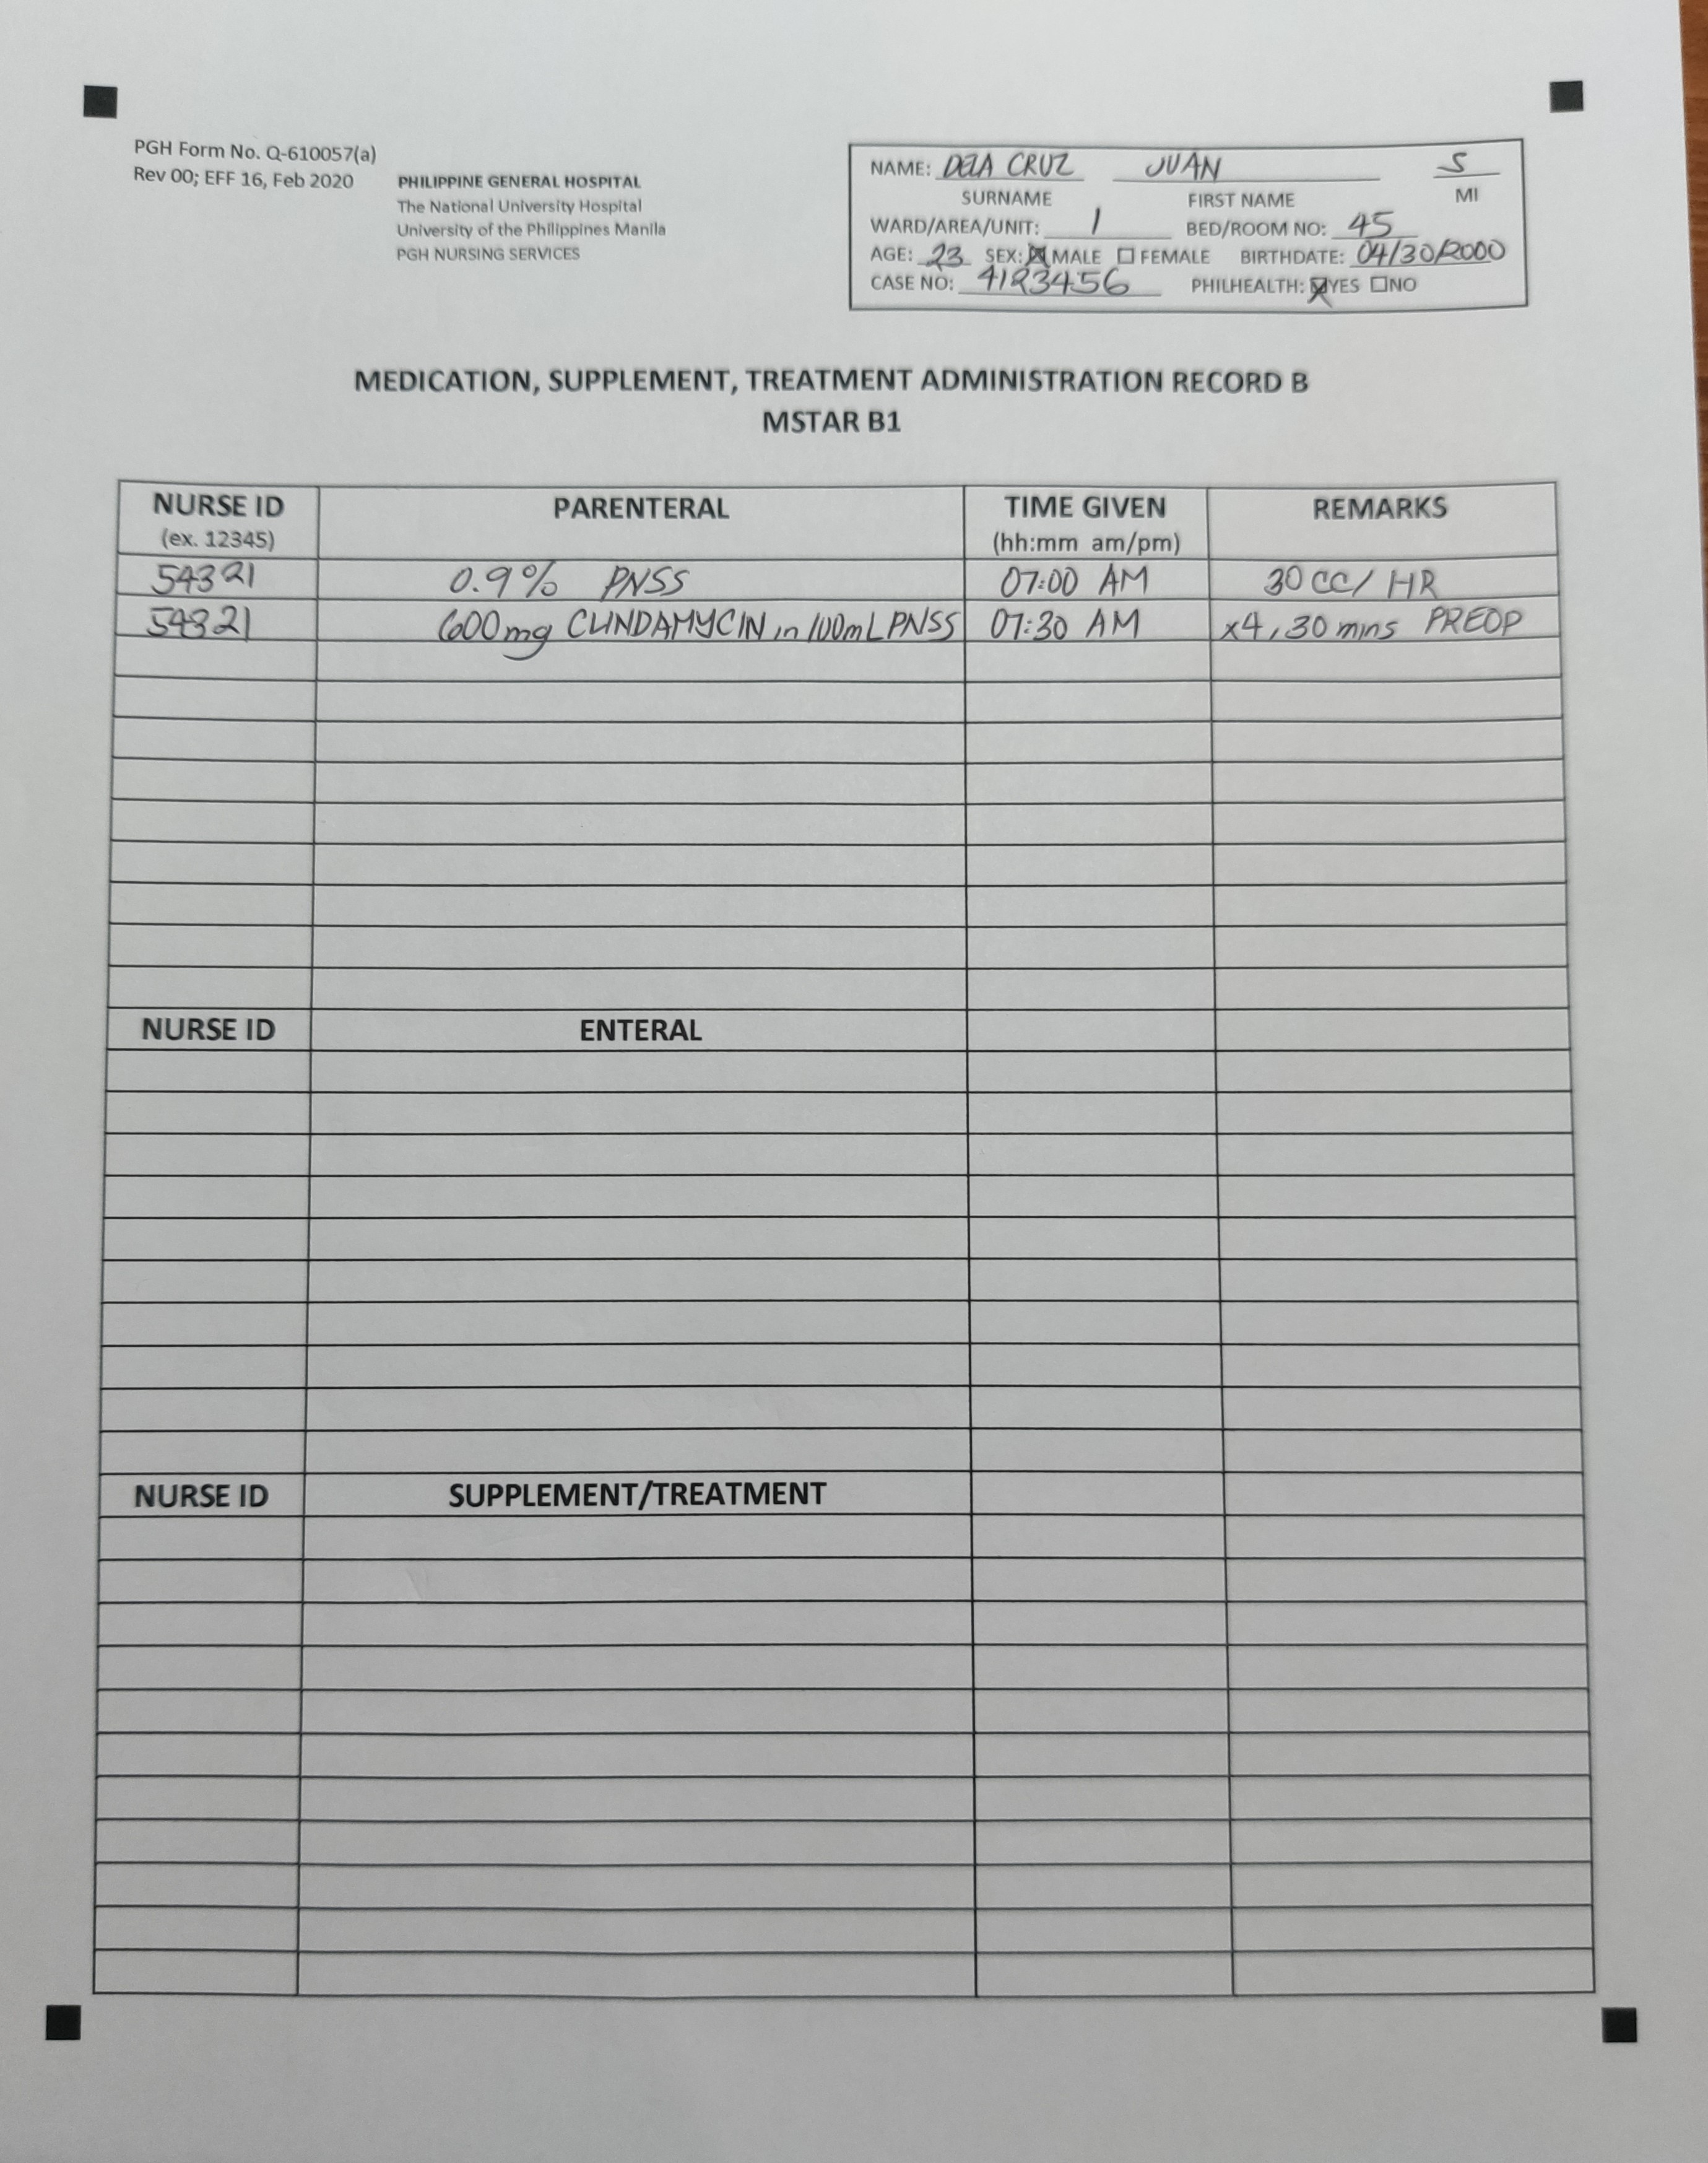 PGH Form No. Q-610057(a)
Rev 00; EFF 16, Feb 2020
PHILIPPINE GENERAL HOSPITAL
The National University Hospital
University of the Philippines Manila
PGH NURSING SERVICES
NAME: DELA CRUZ JUAN S
SURNAME FIRST NAME MI
WARD/AREA/UNIT: 1 BED/ROOM NO: 45
AGE: 23 SEX: MALE FEMALE BIRTHDATE: 04/30/2000
CASE NO: 4123456 PHILHEALTH: YES NO
MEDICATION, SUPPLEMENT, TREATMENT ADMINISTRATION RECORD B
MSTAR B1
NURSE ID PARENTERAL TIME GIVEN REMARKS
(ex. 12345) (hh:mm am/pm)
54321 0.9% PNSS 07:00 AM 30 CC/ HR
54321 600mg CLINDAMYCIN in 100mL PNSS 07:30 AM x4, 30 mins PREOP
NURSE ID ENTERAL
NURSE ID SUPPLEMENT/TREATMENT